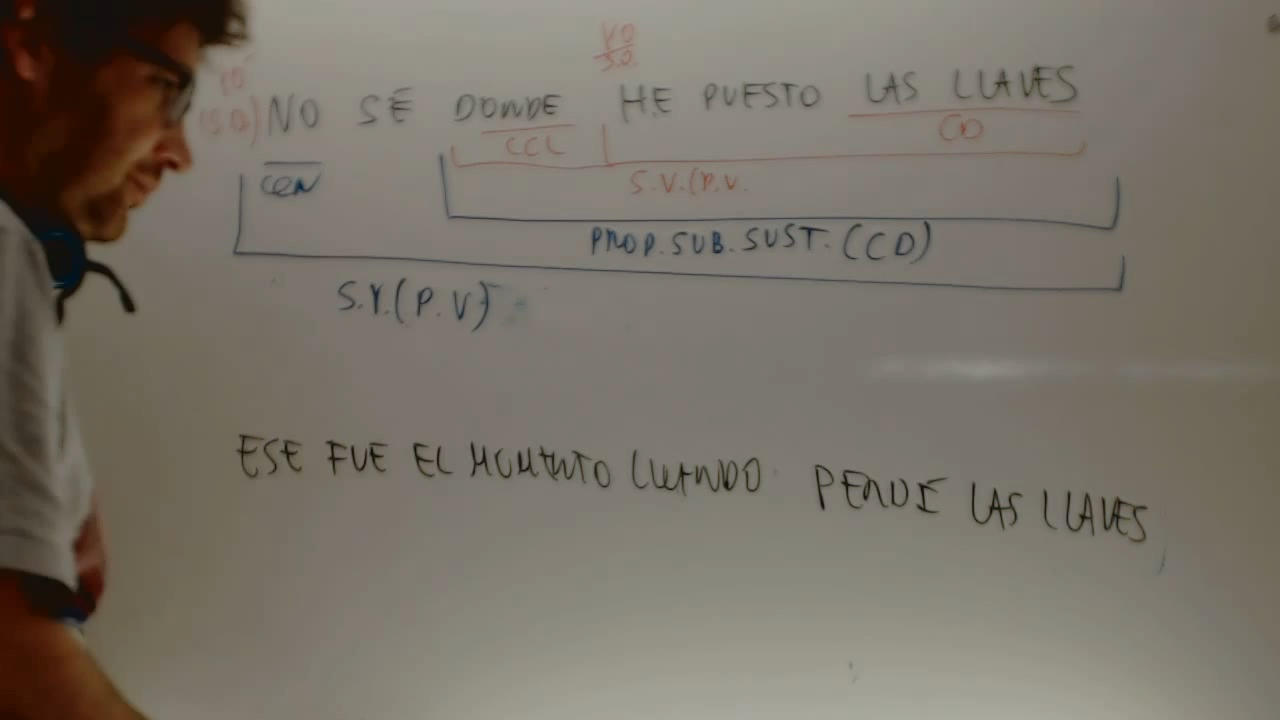 YO
S.O.
YO
(S.O.) NO SÉ DONDE HE PUESTO LAS LLAVES
CCL CD
CCN
S.V.(P.V.
PROP.SUB.SUST.(CD)
S.V.(P.V)
ESE FUE EL MOMENTO CUANDO PERDÍ LAS LLAVES